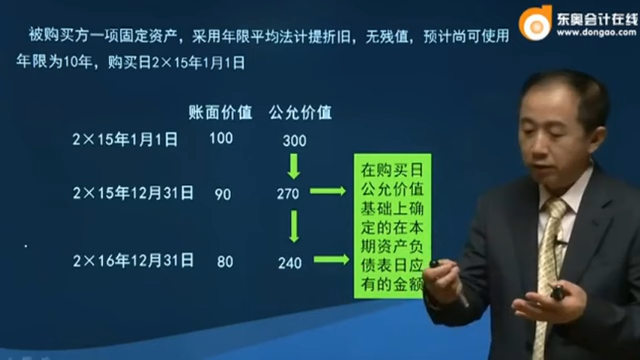 东奥会计在线
www.dongao.com
被购买方一项固定资产，采用年限平均法计提折旧，无残值，预计尚可使用
年限为10年，购买日2×15年1月1日
账面价值 公允价值
2×15年1月1日 100 300
2×15年12月31日 90 270
2×16年12月31日 80 240
在购买日
公允价值
基础上确
定的在本
期资产负
债表日应
有的金额